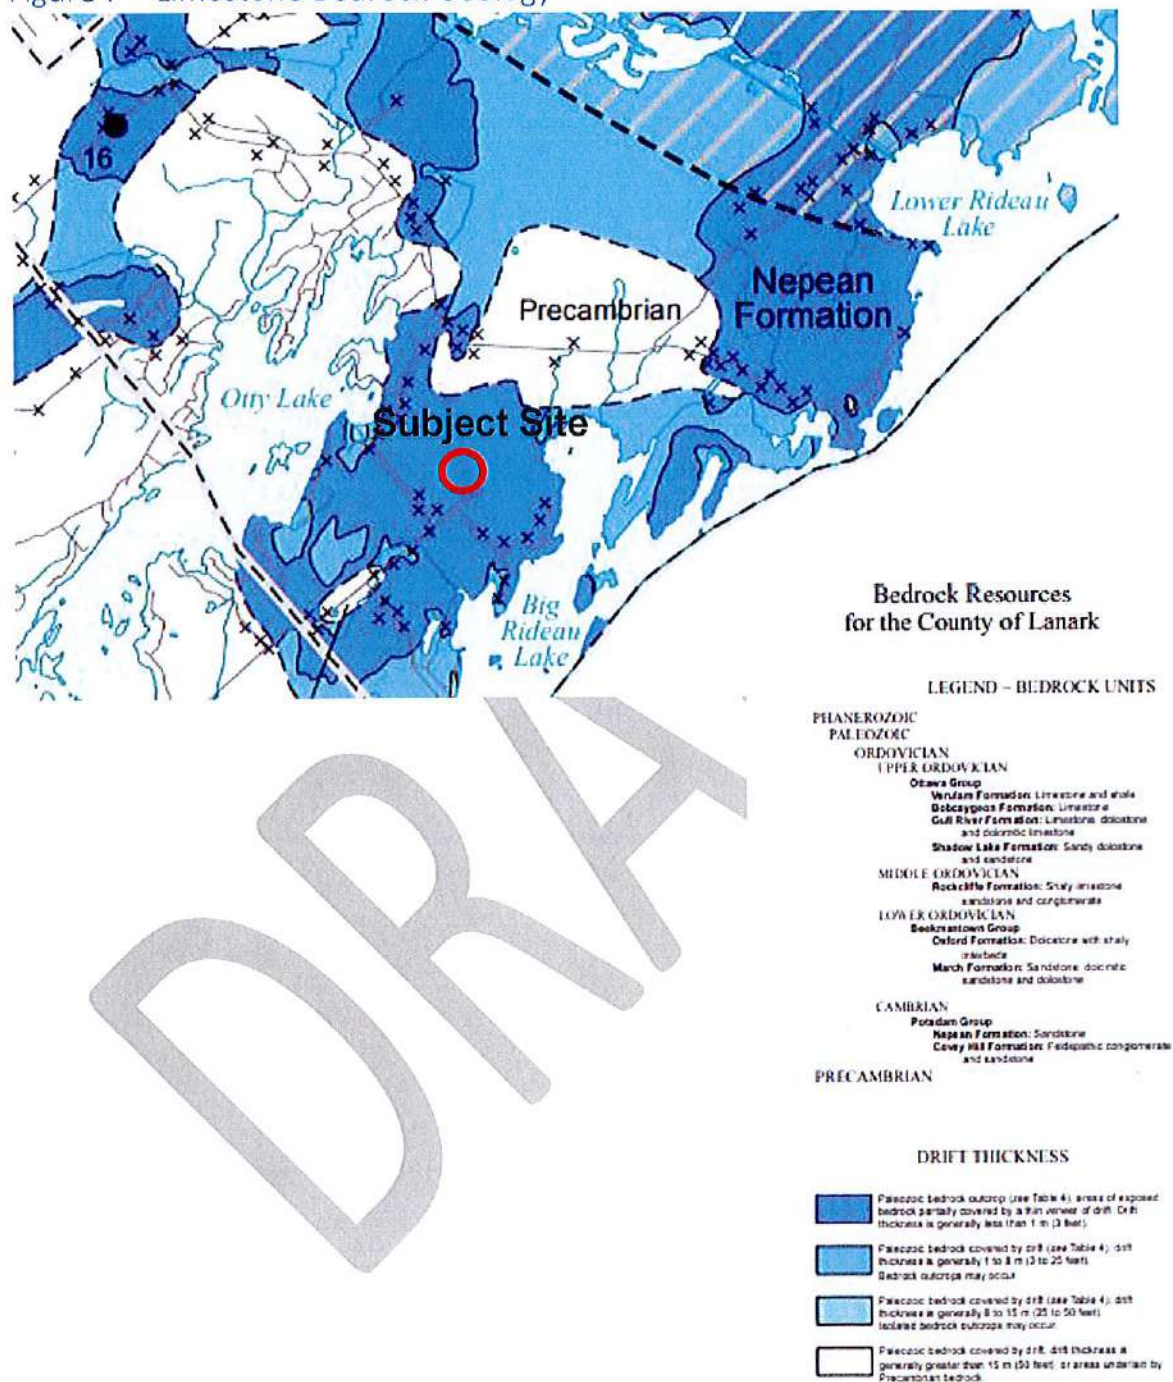 Limestone Bedrock Geology
16
Lower Rideau
Lake
Nepean
Formation
Precambrian
Otty Lake
Subject Site
Big
Rideau
Lake
Bedrock Resources
for the County of Lanark
LEGEND – BEDROCK UNITS
PHANEROZOIC
PALEOZOIC
ORDOVICIAN
UPPER ORDOVICIAN
Ottawa Group
Verulam Formation: Limestone and shale
Bobcaygeon Formation: Limestone
Gull River Formation: Limestone, dolostone
and dolomitic limestone
Shadow Lake Formation: Sandy dolostone
and sandstone
MIDDLE ORDOVICIAN
Rockcliffe Formation: Shaly limestone
sandstone and conglomerate
LOWER ORDOVICIAN
Beekmantown Group
Oxford Formation: Dolostone with shaly
interbeds
March Formation: Sandstone, dolomitic
sandstone and dolostone
CAMBRIAN
Potsdam Group
Nepean Formation: Sandstone
Covey Hill Formation: Feldspathic conglomerate
and sandstone
PRECAMBRIAN
DRA
DRIFT THICKNESS
Paleozoic bedrock outcrop (see Table 4); areas of exposed
bedrock partially covered by a thin veneer of drift. Drift
thickness is generally less than 1 m (3 feet).
Paleozoic bedrock covered by drift (see Table 4); drift
thickness is generally 1 to 8 m (3 to 25 feet).
Bedrock outcrops may occur.
Paleozoic bedrock covered by drift (see Table 4); drift
thickness is generally 8 to 15 m (25 to 50 feet).
Isolated bedrock outcrops may occur.
Paleozoic bedrock covered by drift, drift thickness is
generally greater than 15 m (50 feet), or areas underlain by
Precambrian bedrock.